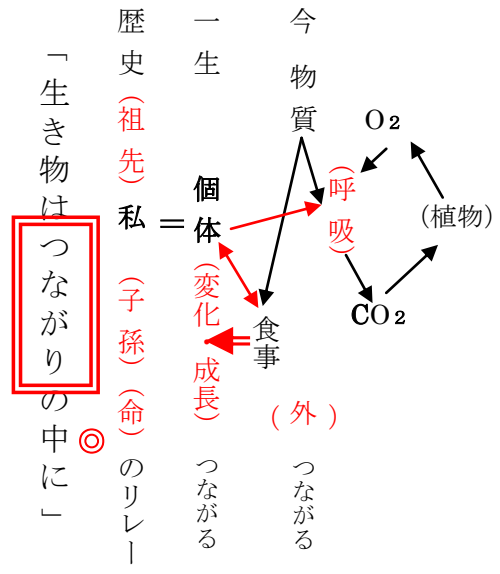 今 物質 (外) つながる
O₂
(呼吸)
(植物)
CO₂
食事
一生 個体 (変化 成長) つながる
＝
歴史 (祖先) 私 (子孫) (命) のリレー
◎
「生き物はつながりの中に」